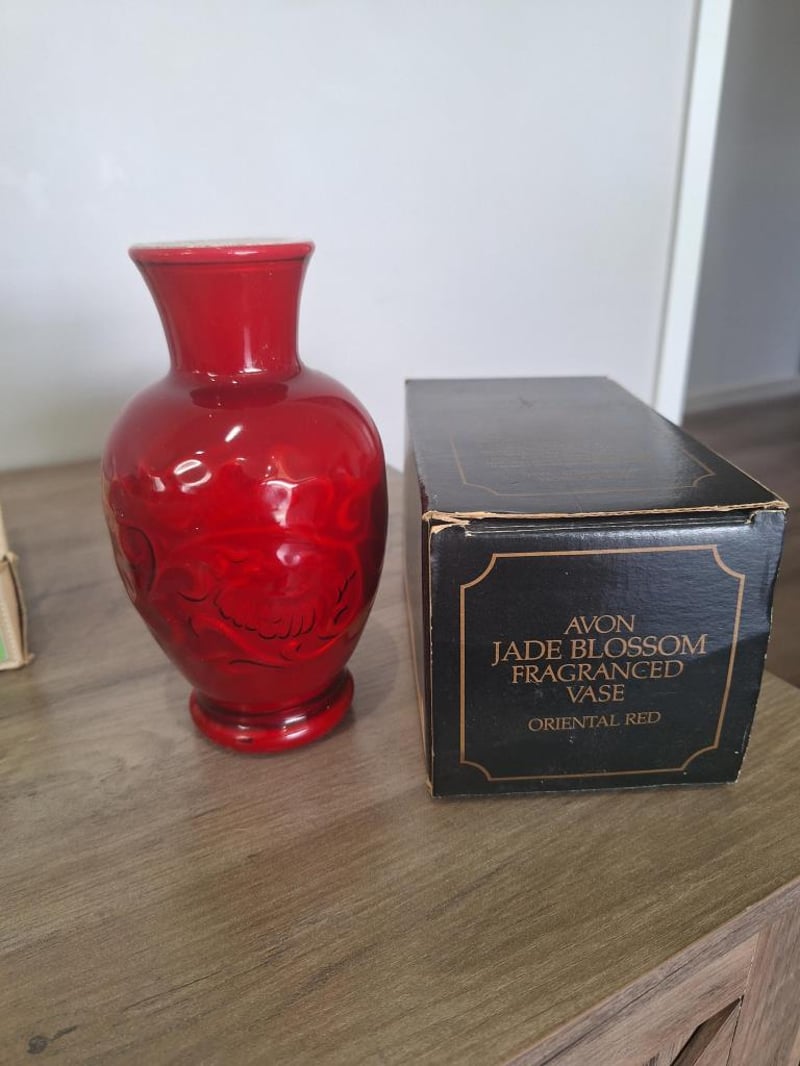 AVON
JADE BLOSSOM
FRAGRANCED
VASE
ORIENTAL RED